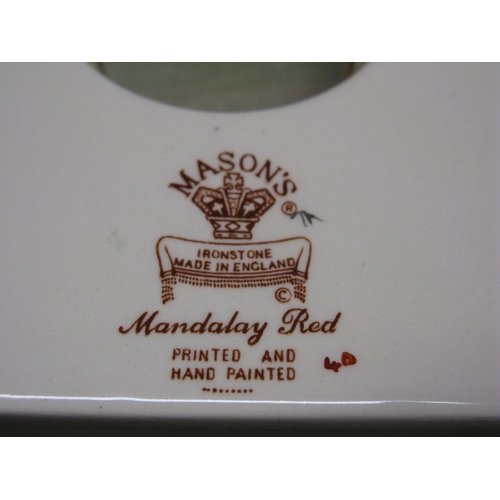 MASON'S
®
IRONSTONE
MADE IN ENGLAND
©
Mandalay Red
PRINTED AND
HAND PAINTED